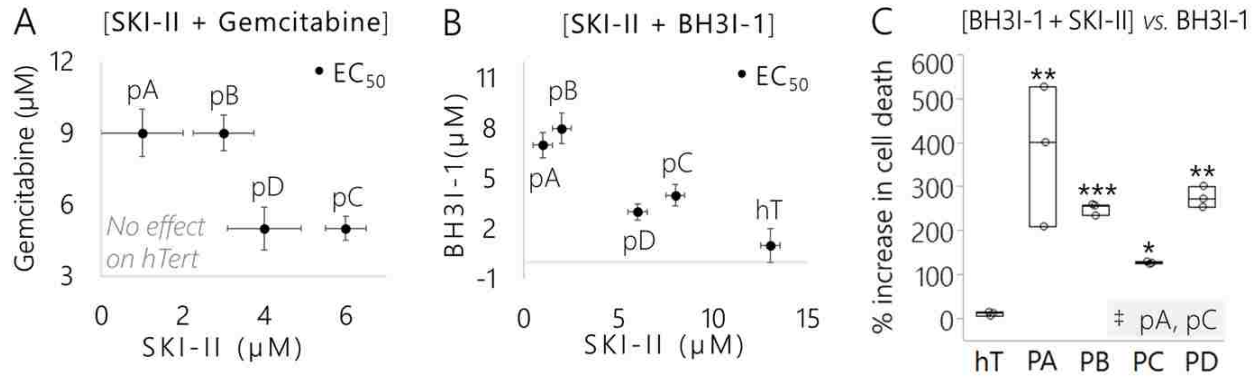 A [SKI-II + Gemcitabine]
Gemcitabine (µM)
12
9
6
3
● EC50
pA
pB
pD
pC
No effect
on hTert
0 2 4 6
SKI-II (µM)
B [SKI-II + BH3I-1]
BH3I-1(µM)
11
8
5
2
-1
● EC50
pB
pA
pC
pD
hT
0 5 10 15
SKI-II (µM)
C [BH3I-1 + SKI-II] vs. BH3I-1
% increase in cell death
600
500
400
300
200
100
0
**
***
*
**
‡ pA, pC
hT PA PB PC PD